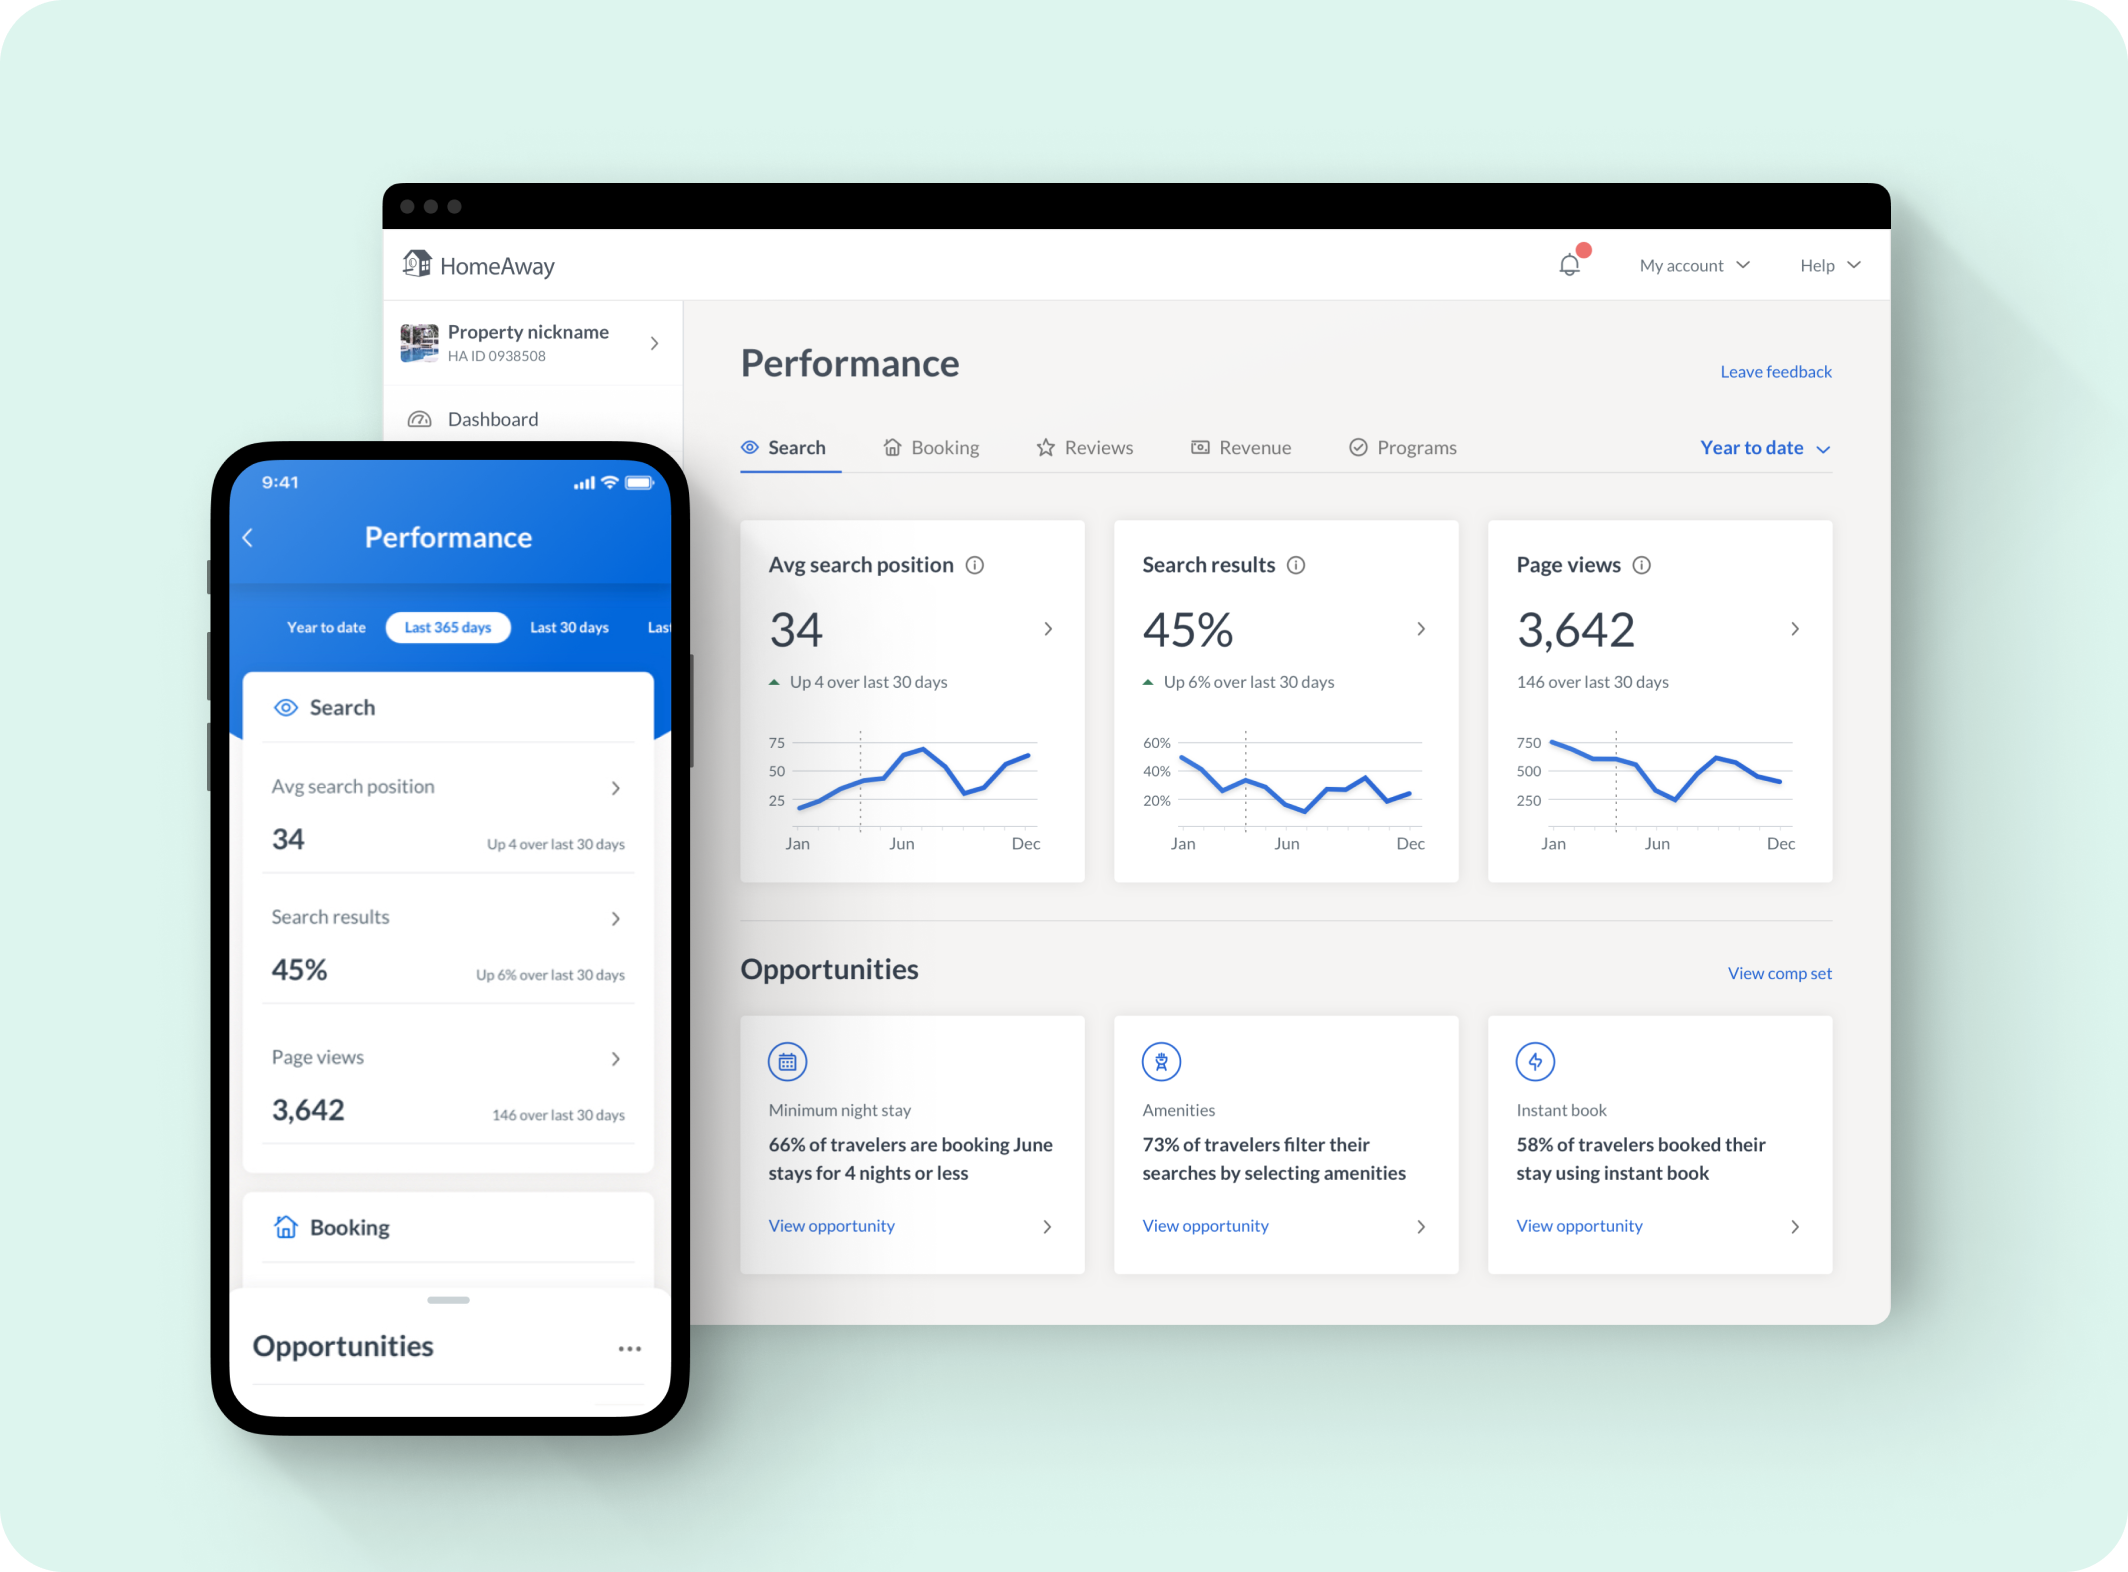 HomeAway
My account
Help
Property nickname
HA ID 0938508
Dashboard
Performance
Leave feedback
Search
Booking
Reviews
Revenue
Programs
Year to date
Avg search position
34
Up 4 over last 30 days
75
50
25
Jan Jun Dec
Search results
45%
Up 6% over last 30 days
60%
40%
20%
Jan Jun Dec
Page views
3,642
146 over last 30 days
750
500
250
Jan Jun Dec
Opportunities
View comp set
Minimum night stay
66% of travelers are booking June
stays for 4 nights or less
View opportunity
Amenities
73% of travelers filter their
searches by selecting amenities
View opportunity
Instant book
58% of travelers booked their
stay using instant book
View opportunity
9:41
Performance
Year to date
Last 365 days
Last 30 days
Las
Search
Avg search position
34
Up 4 over last 30 days
Search results
45%
Up 6% over last 30 days
Page views
3,642
146 over last 30 days
Booking
Opportunities